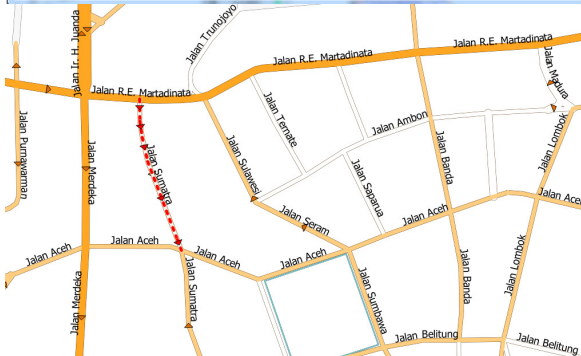 Jalan Trunojoyo
Jalan Ir. H. Juanda
Jalan R.E. Martadinata
Jalan R.E. Martadinata
Jalan R.E. Martadinata
Jalan Madura
Jalan Purnawarman
Jalan Merdeka
Jalan Sumatra
Jalan Sulawesi
Jalan Ternate
Jalan Ambon
Jalan Saparua
Jalan Banda
Jalan Lombok
Jalan Aceh
Jalan Seram
Jalan Aceh
Jalan Aceh
Jalan Aceh
Jalan Aceh
Jalan Aceh
Jalan Merdeka
Jalan Sumatra
Jalan Sumbawa
Jalan Banda
Jalan Lombok
Jalan Belitung
Jalan Belitung